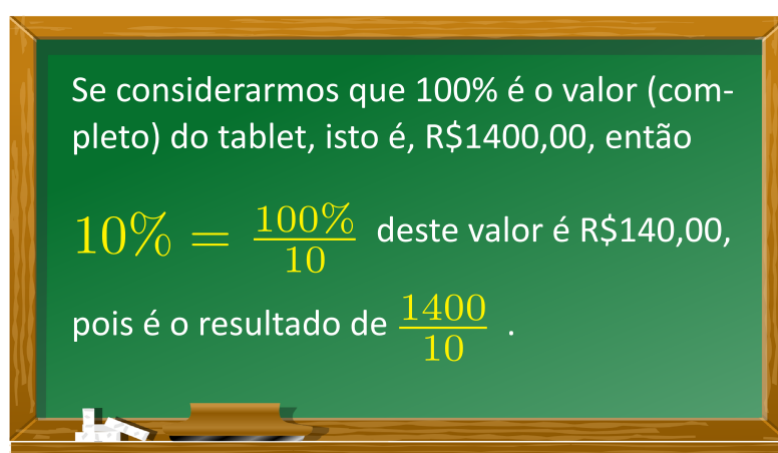 Se considerarmos que 100% é o valor (com-
pleto) do tablet, isto é, R$1400,00, então
10% = 100%/10 deste valor é R$140,00,
pois é o resultado de 1400/10 .